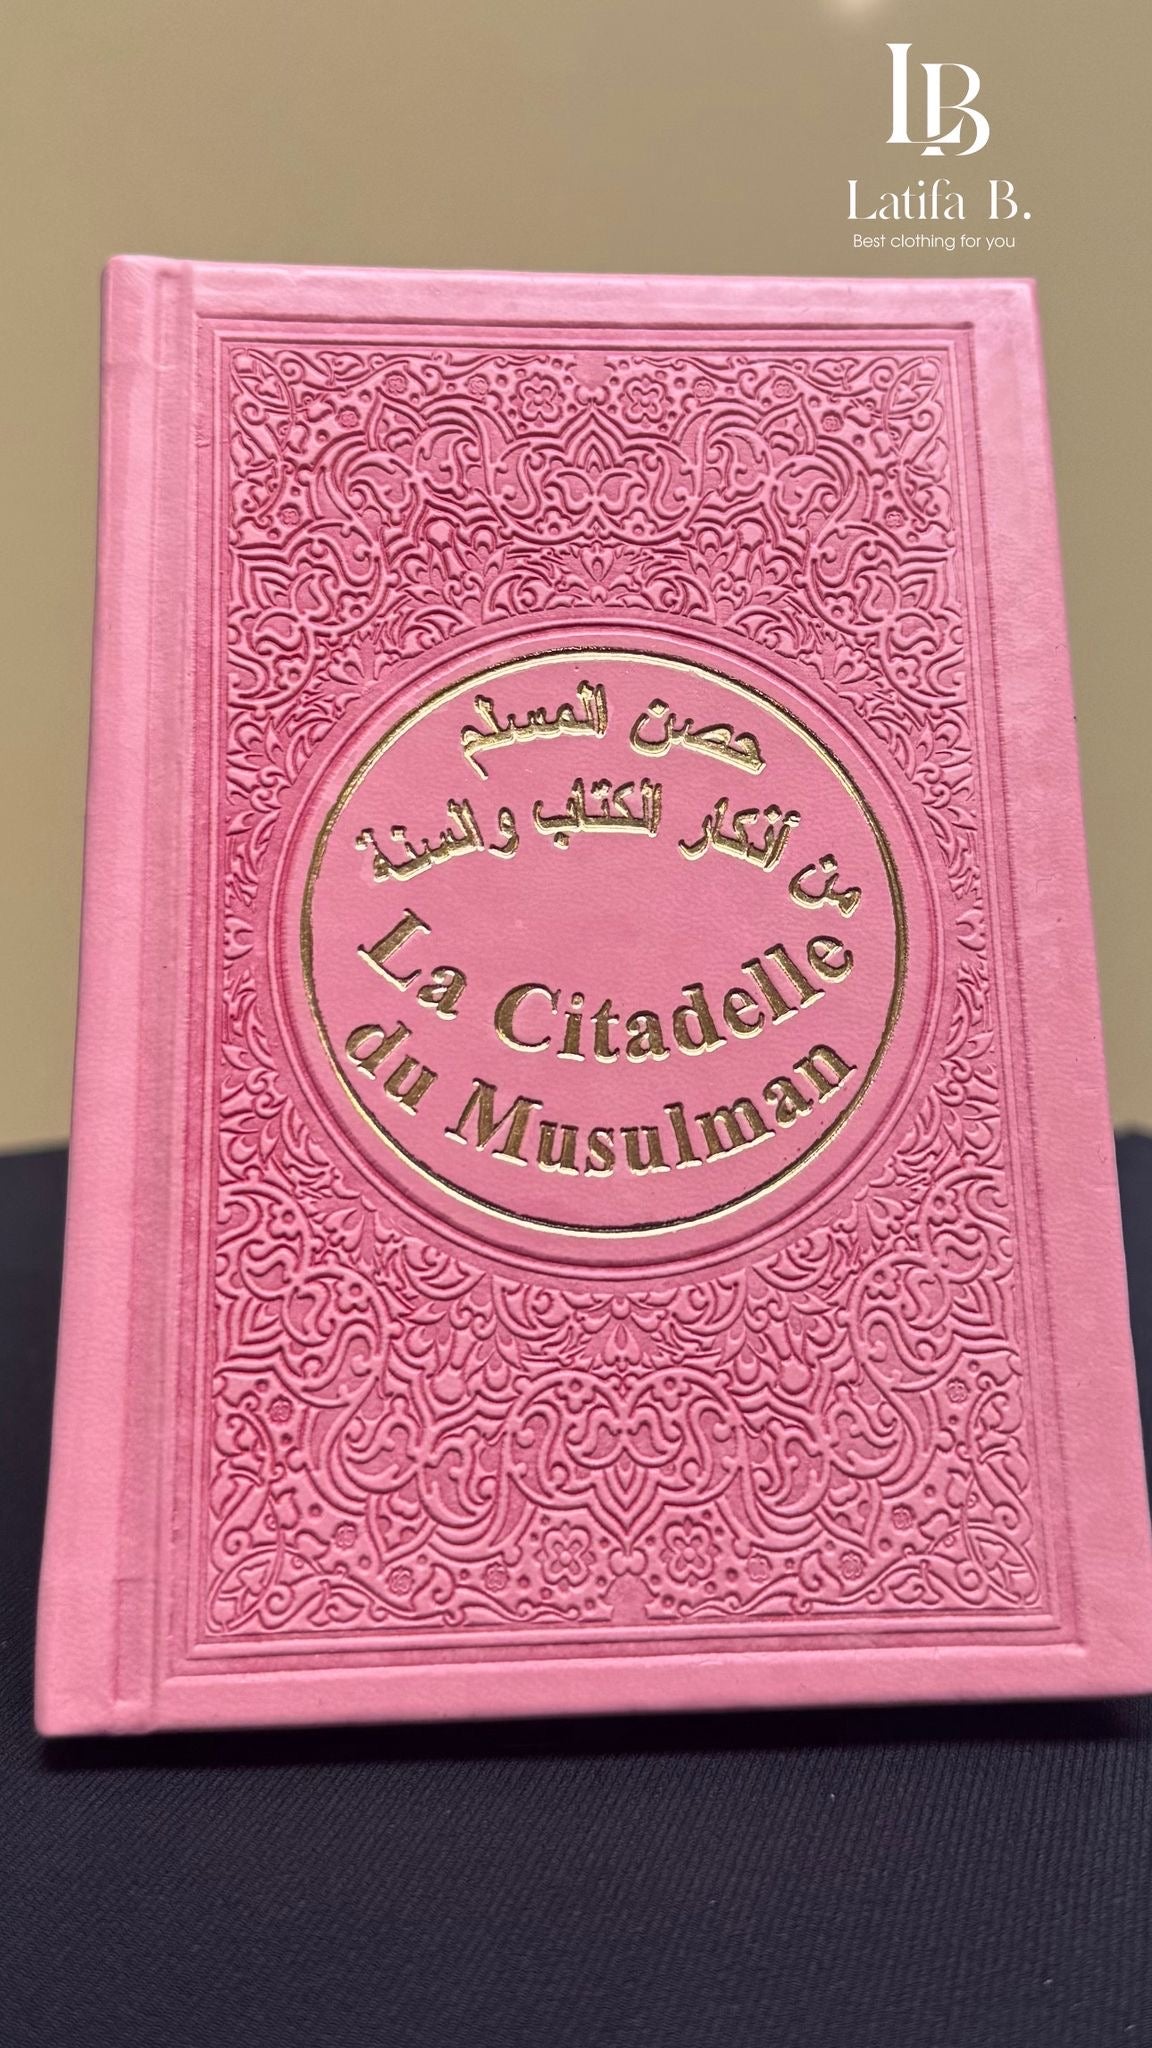 LB
Latifa B.
Best clothing for you
حصن المسلم
من أذكار الكتاب والسنة
La Citadelle
du Musulman